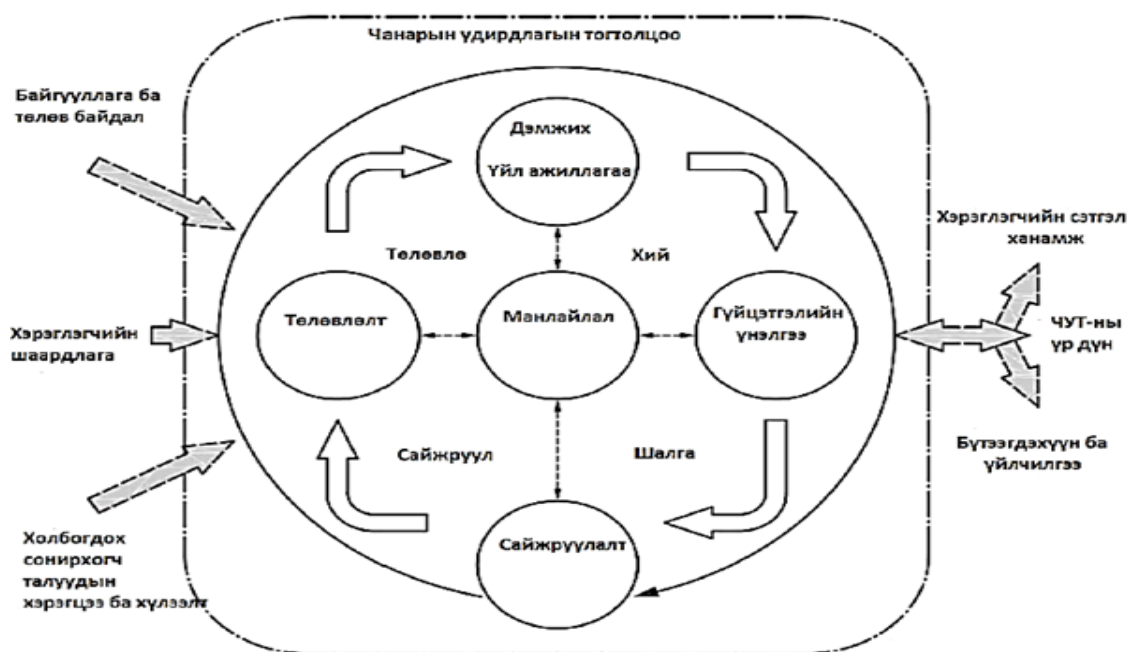 Чанарын удирдлагын тогтолцоо
Байгууллага ба
төлөв байдал
Дэмжих
Үйл ажиллагаа
Хэрэглэгчийн сэтгэл
ханамж
Төлөвлө
Хий
Төлөвлөлт
Манлайлал
Гүйцэтгэлийн
үнэлгээ
Хэрэглэгчийн
шаардлага
ЧУТ-ны
үр дүн
Сайжруул
Шалга
Бүтээгдэхүүн ба
үйлчилгээ
Сайжруулалт
Холбогдох
сонирхогч
талуудын
хэрэгцээ ба хүлээлт